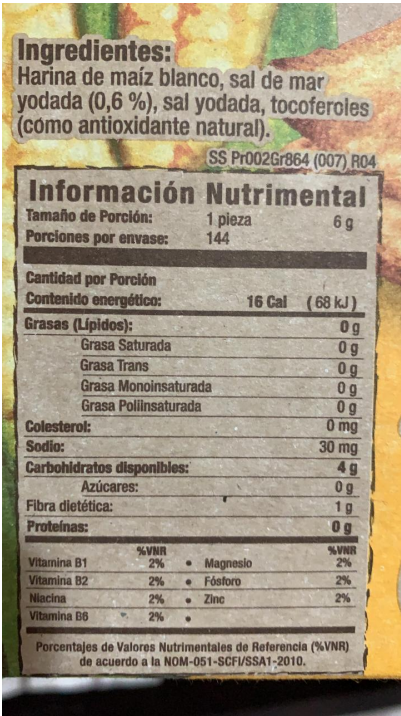 Ingredientes:
Harina de maíz blanco, sal de mar
yodada (0,6 %), sal yodada, tocoferoles
(como antioxidante natural).
SS Pr002Gr864 (007) R04
Información Nutrimental
Tamaño de Porción: 1 pieza 6 g
Porciones por envase: 144
Cantidad por Porción
Contenido energético: 16 Cal (68 kJ)
Grasas (Lípidos): 0 g
Grasa Saturada 0 g
Grasa Trans 0 g
Grasa Monoinsaturada 0 g
Grasa Poliinsaturada 0 g
Colesterol: 0 mg
Sodio: 30 mg
Carbohidratos disponibles: 4 g
Azúcares: 0 g
Fibra dietética: 1 g
Proteínas: 0 g
%VNR %VNR
Vitamina B1 2% • Magnesio 2%
Vitamina B2 2% • Fósforo 2%
Niacina 2% • Zinc 2%
Vitamina B6 2% •
Porcentajes de Valores Nutrimentales de Referencia (%VNR)
de acuerdo a la NOM-051-SCFI/SSA1-2010.